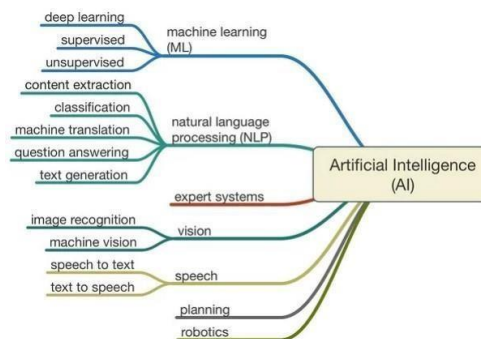 deep learning
supervised
unsupervised
machine learning
(ML)
content extraction
classification
machine translation
question answering
text generation
natural language
processing (NLP)
expert systems
image recognition
machine vision
vision
speech to text
text to speech
speech
planning
robotics
Artificial Intelligence
(AI)